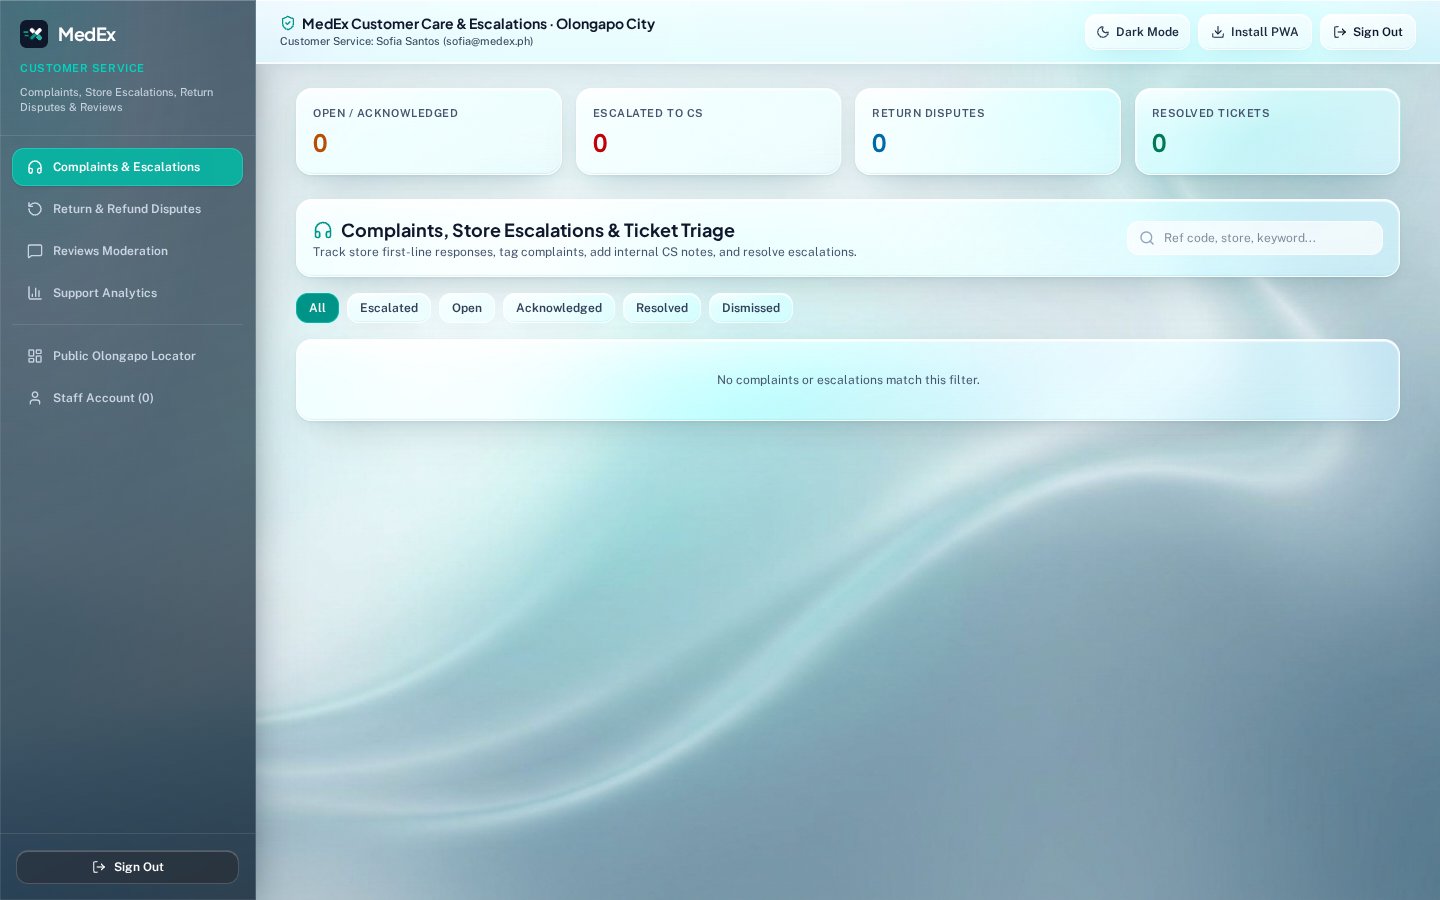 MedEx
CUSTOMER SERVICE
Complaints, Store Escalations, Return
Disputes & Reviews
Complaints & Escalations
Return & Refund Disputes
Reviews Moderation
Support Analytics
Public Olongapo Locator
Staff Account (0)
Sign Out
MedEx Customer Care & Escalations · Olongapo City
Customer Service: Sofia Santos (sofia@medex.ph)
Dark Mode
Install PWA
Sign Out
OPEN / ACKNOWLEDGED
0
ESCALATED TO CS
0
RETURN DISPUTES
0
RESOLVED TICKETS
0
Complaints, Store Escalations & Ticket Triage
Track store first-line responses, tag complaints, add internal CS notes, and resolve escalations.
Ref code, store, keyword...
All
Escalated
Open
Acknowledged
Resolved
Dismissed
No complaints or escalations match this filter.